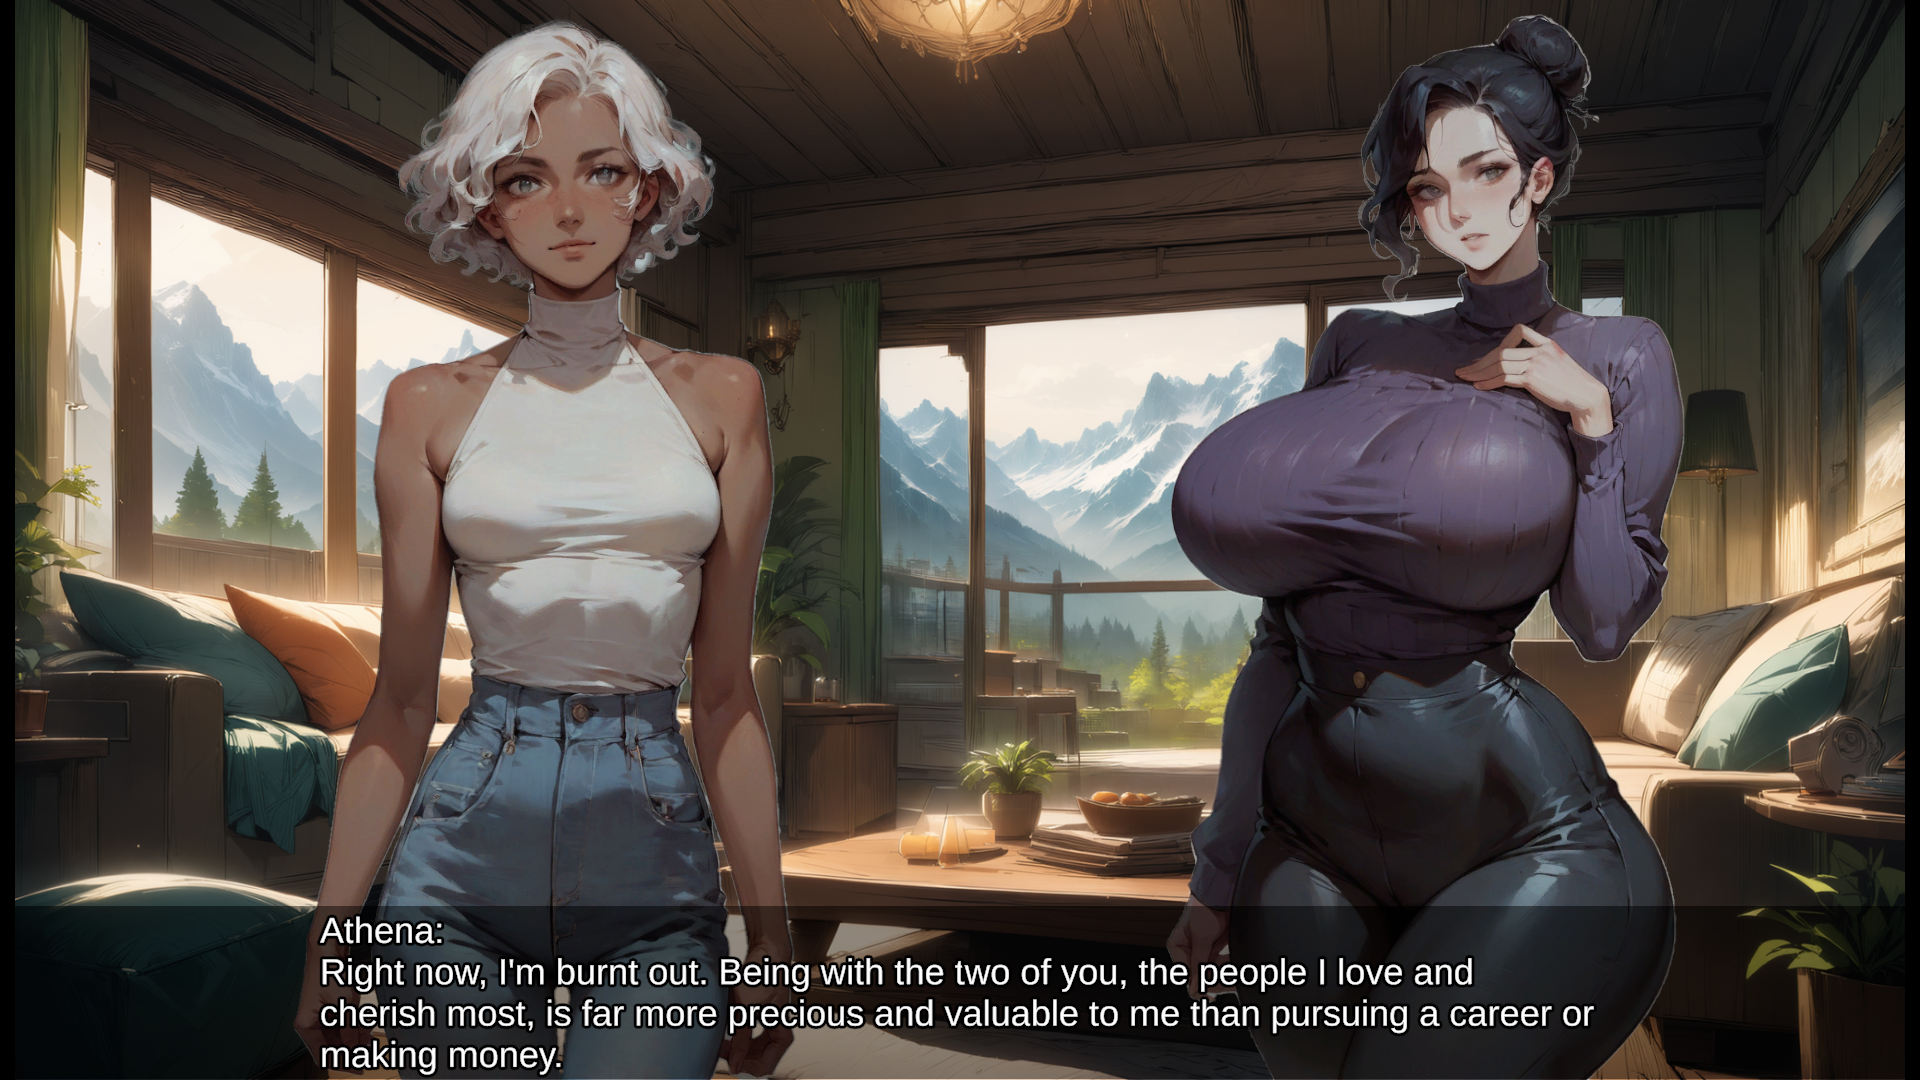 Athena:
Right now, I'm burnt out. Being with the two of you, the people I love and
cherish most, is far more precious and valuable to me than pursuing a career or
making money.